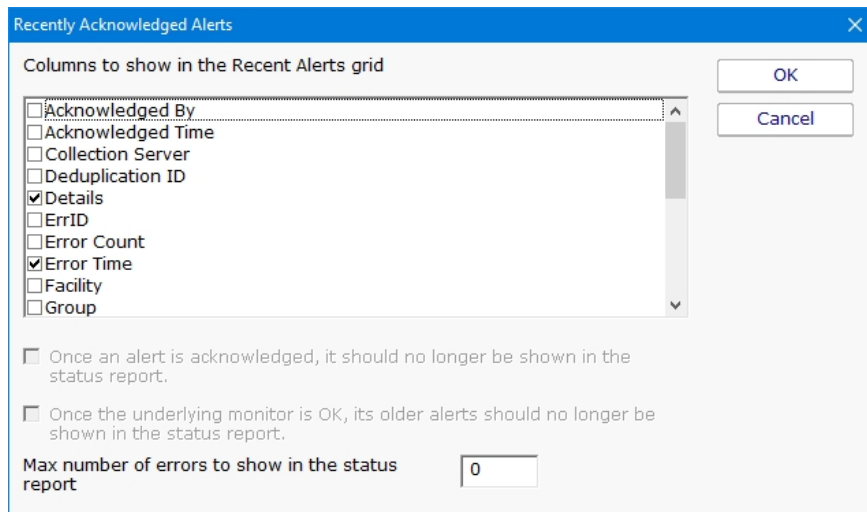 Recently Acknowledged Alerts
Columns to show in the Recent Alerts grid
OK
Cancel
Acknowledged By
Acknowledged Time
Collection Server
Deduplication ID
Details
ErrID
Error Count
Error Time
Facility
Group
Once an alert is acknowledged, it should no longer be shown in the
status report.
Once the underlying monitor is OK, its older alerts should no longer be
shown in the status report.
Max number of errors to show in the status
report
0